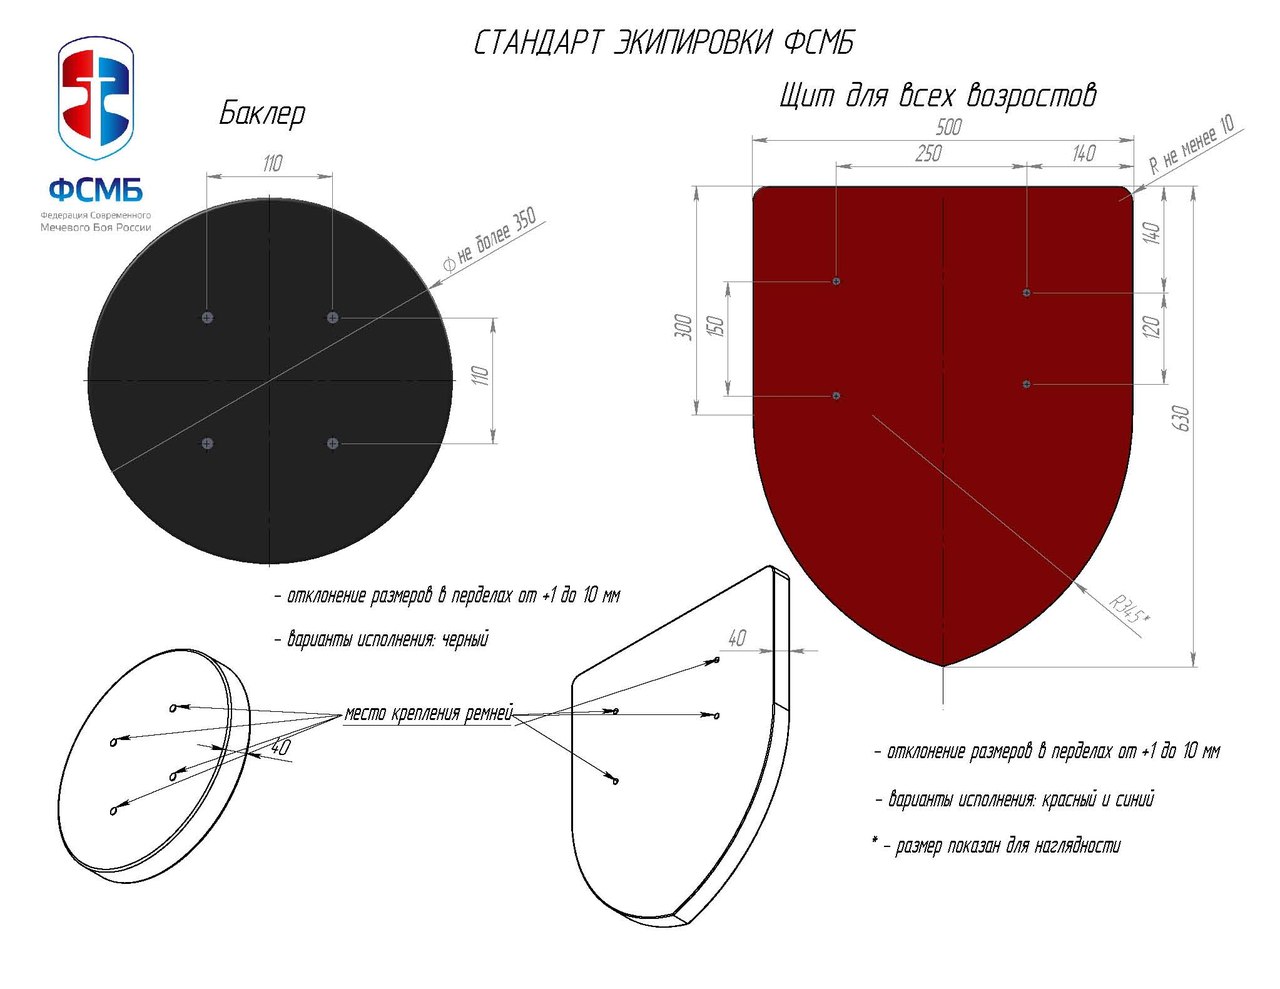 СТАНДАРТ ЭКИПИРОВКИ ФСМБ
ФСМБ
Федерация Современного
Мечевого Боя России
Баклер
110
Ф не более 350
110
- отклонение размеров в перделах от +1 до 10 мм
- варианты исполнения: черный
Щит для всех возростов
500
250
140
R не менее 10
140
300
150
120
630
R345*
40
место крепления ремней
40
- отклонение размеров в перделах от +1 до 10 мм
- варианты исполнения: красный и синий
* - размер показан для наглядности